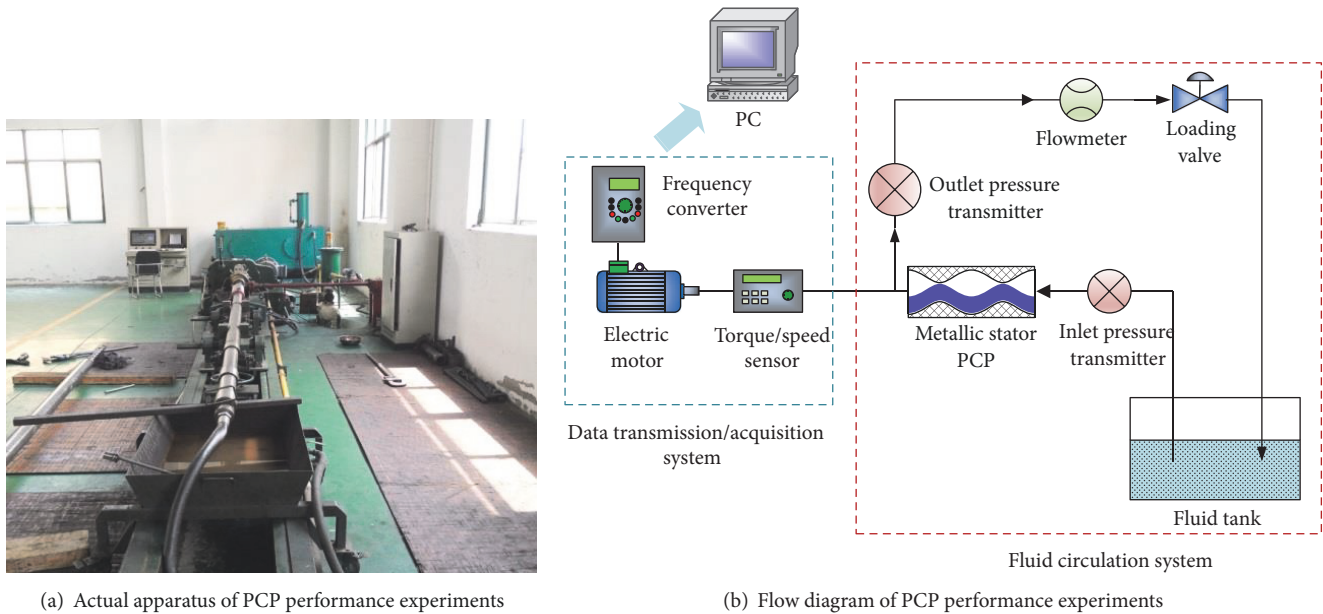 PC
Flowmeter
Loading
valve
Frequency
converter
Outlet pressure
transmitter
Electric
motor
Torque/speed
sensor
Metallic stator
PCP
Inlet pressure
transmitter
Data transmission/acquisition
system
Fluid tank
Fluid circulation system
(a) Actual apparatus of PCP performance experiments
(b) Flow diagram of PCP performance experiments